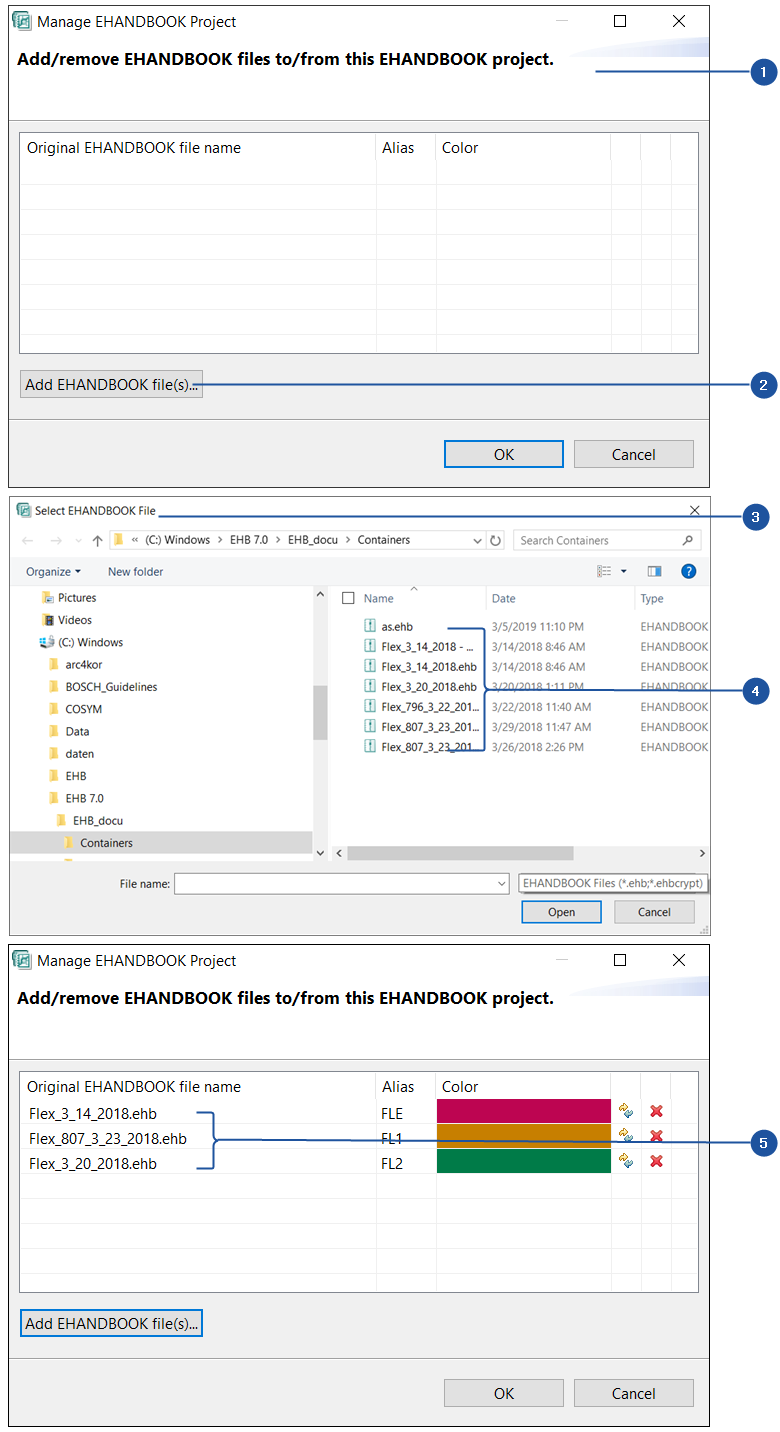 Manage EHANDBOOK Project
Add/remove EHANDBOOK files to/from this EHANDBOOK project.
1
Original EHANDBOOK file name Alias Color
Add EHANDBOOK file(s)...
2
OK Cancel
Select EHANDBOOK File
3
« (C:) Windows > EHB 7.0 > EHB_docu > Containers
Search Containers
Organize New folder
?
Pictures
Videos
(C:) Windows
arc4kor
BOSCH_Guidelines
COSYM
Data
daten
EHB
EHB 7.0
EHB_docu
Containers
Name Date Type
as.ehb 3/5/2019 11:10 PM EHANDBOOK
Flex_3_14_2018 - ... 3/14/2018 8:46 AM EHANDBOOK
Flex_3_14_2018.ehb 3/14/2018 8:46 AM EHANDBOOK
Flex_3_20_2018.ehb 3/20/2018 1:11 PM EHANDBOOK
4
Flex_796_3_22_201... 3/22/2018 11:40 AM EHANDBOOK
Flex_807_3_23_201... 3/29/2018 11:47 AM EHANDBOOK
Flex_807_3_23_201... 3/26/2018 2:26 PM EHANDBOOK
File name: EHANDBOOK Files (*.ehb;*.ehbcrypt)
Open Cancel
Manage EHANDBOOK Project
Add/remove EHANDBOOK files to/from this EHANDBOOK project.
Original EHANDBOOK file name Alias Color
Flex_3_14_2018.ehb FLE
Flex_807_3_23_2018.ehb FL1
5
Flex_3_20_2018.ehb FL2
Add EHANDBOOK file(s)...
OK Cancel